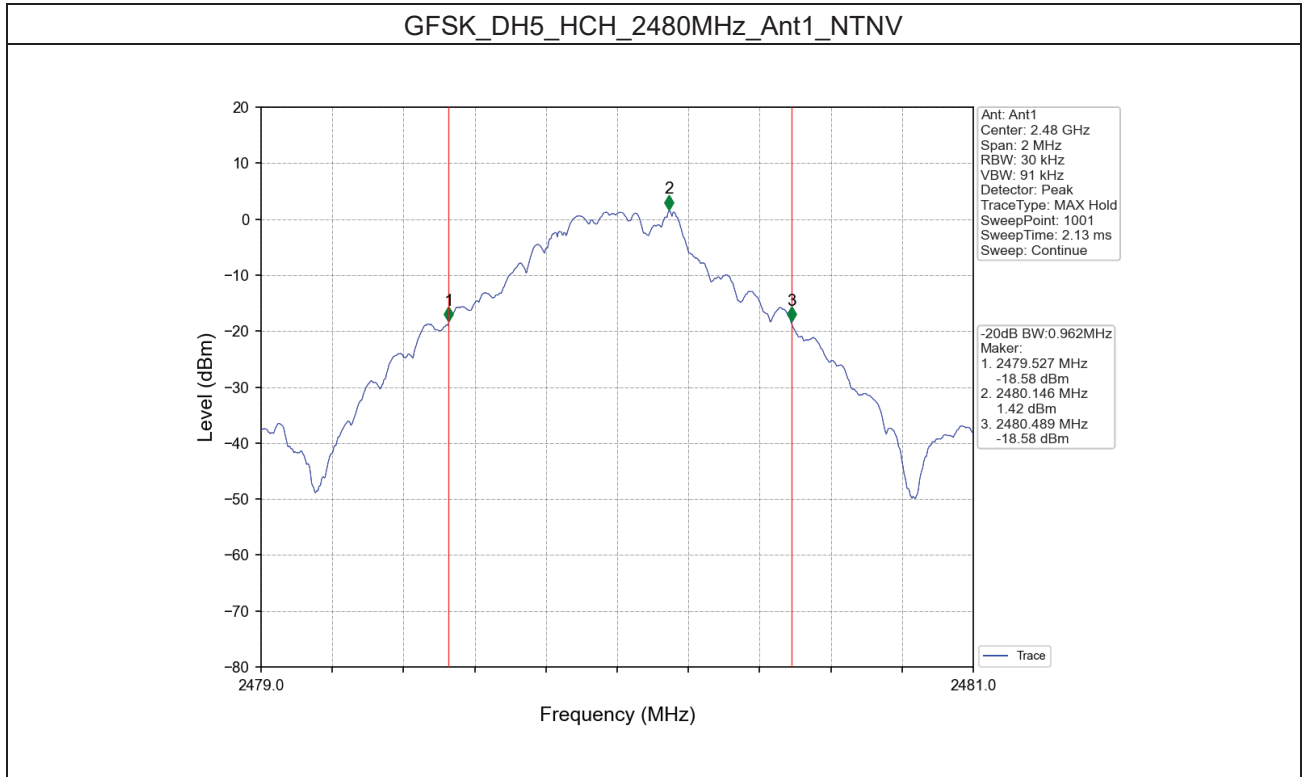 GFSK_DH5_HCH_2480MHz_Ant1_NTNV
20
10
0
−10
−20
−30
−40
−50
−60
−70
−80
Level (dBm)
1
2
3
2479.0
2481.0
Frequency (MHz)
Ant: Ant1
Center: 2.48 GHz
Span: 2 MHz
RBW: 30 kHz
VBW: 91 kHz
Detector: Peak
TraceType: MAX Hold
SweepPoint: 1001
SweepTime: 2.13 ms
Sweep: Continue
-20dB BW:0.962MHz
Maker:
1. 2479.527 MHz
-18.58 dBm
2. 2480.146 MHz
1.42 dBm
3. 2480.489 MHz
-18.58 dBm
Trace